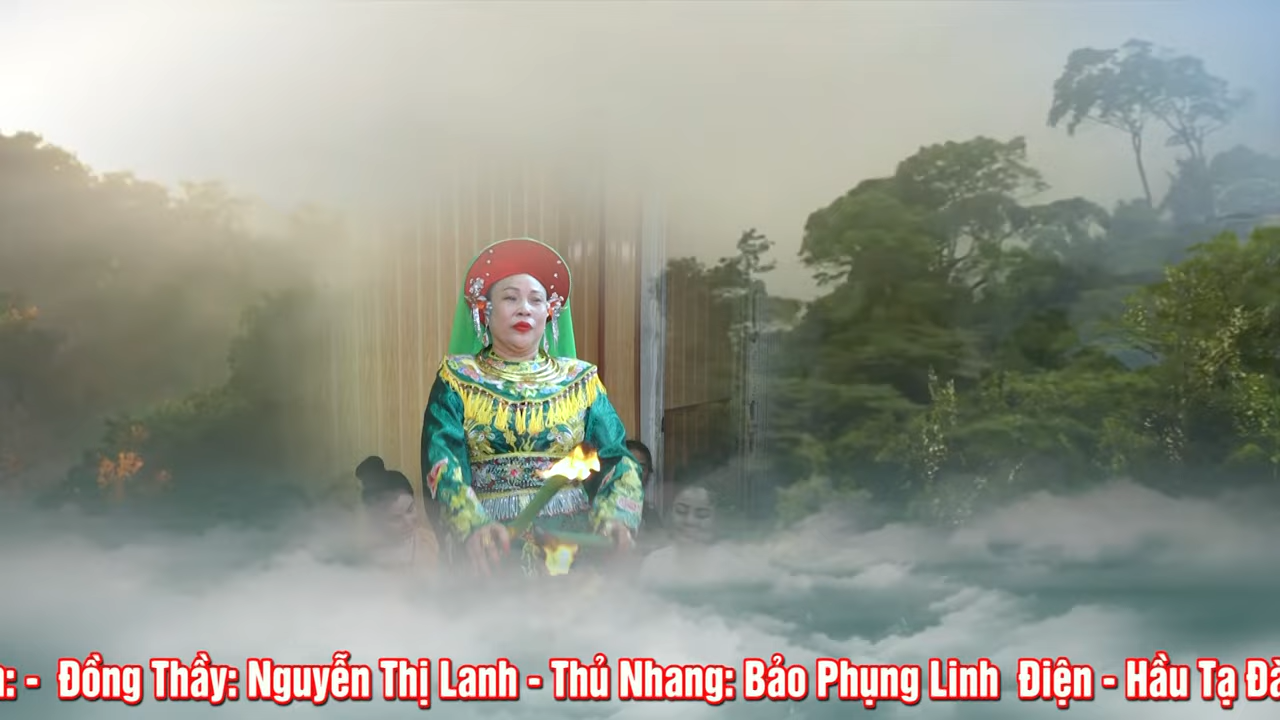 - Đồng Thầy: Nguyễn Thị Lanh - Thủ Nhang: Bảo Phụng Linh Điện - Hầu Tạ